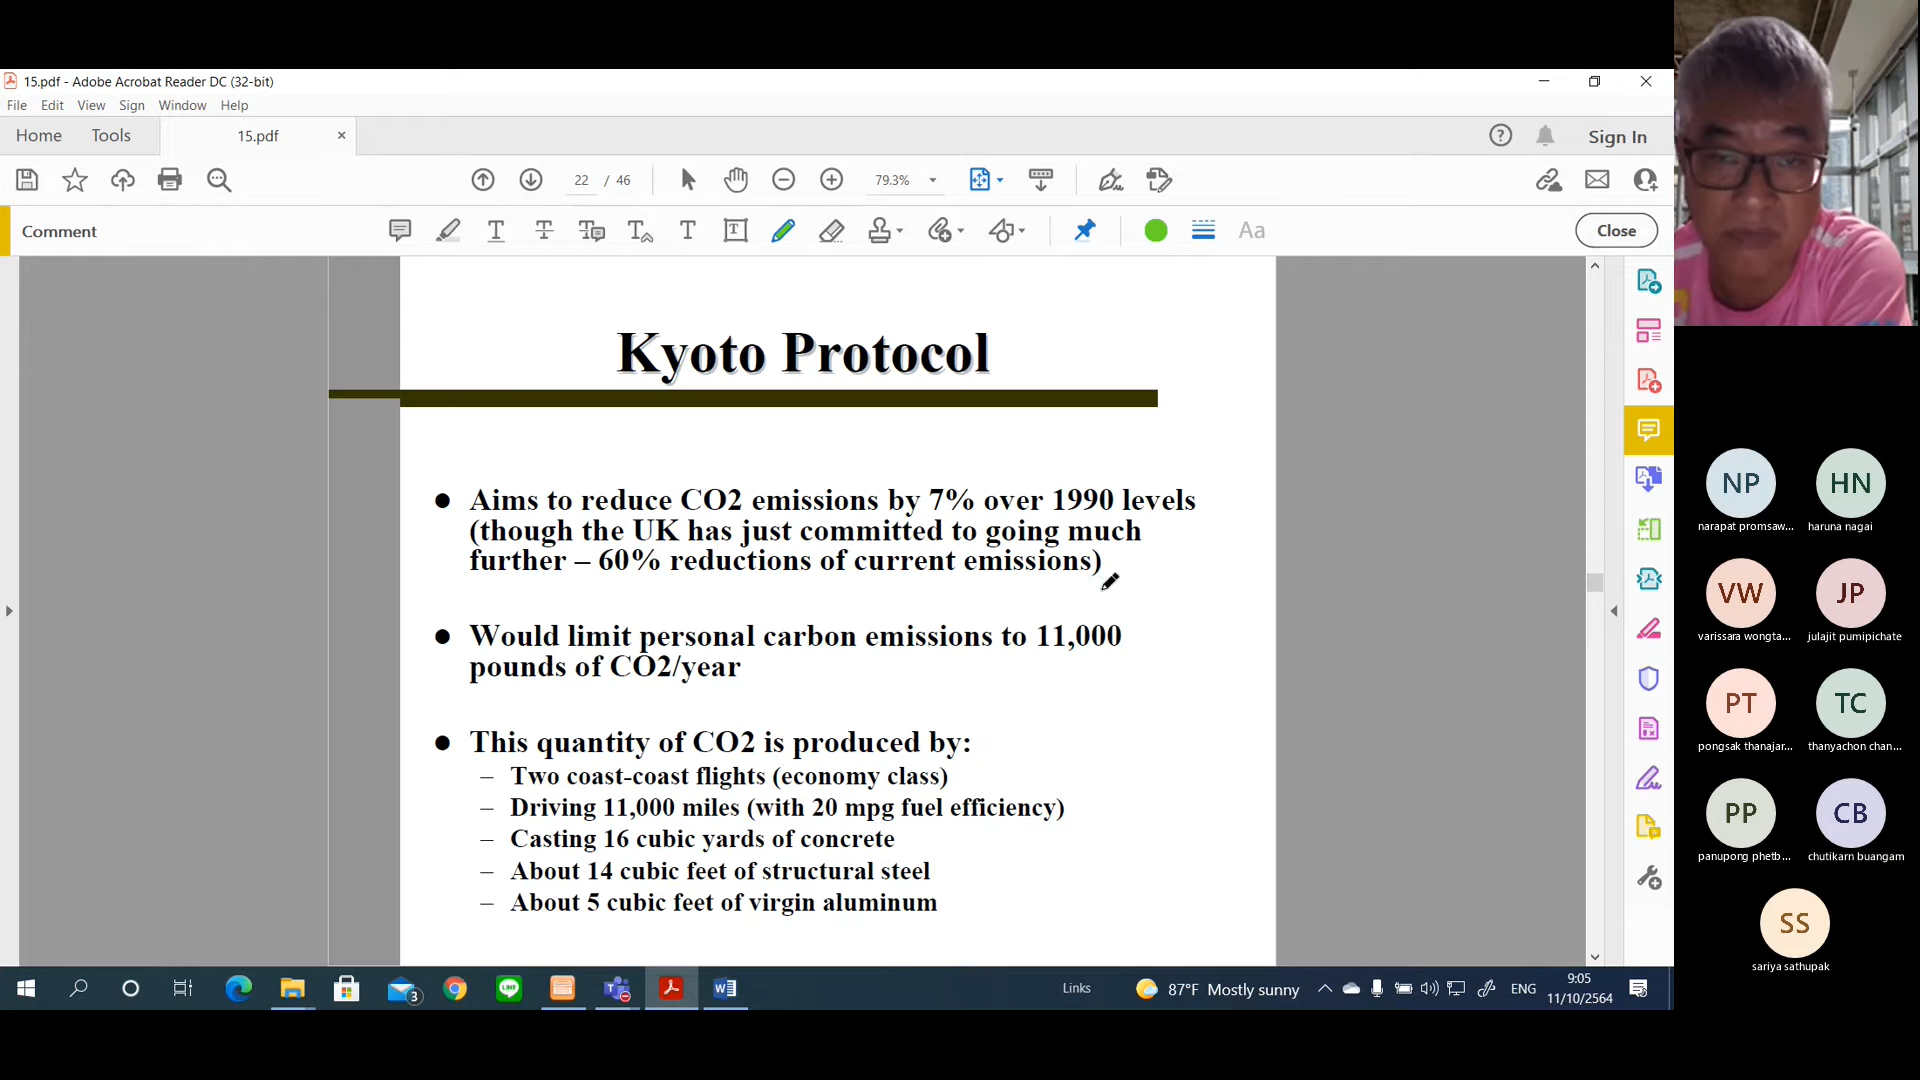 15.pdf - Adobe Acrobat Reader DC (32-bit)
File Edit View Sign Window Help
Home Tools 15.pdf Sign In
22 / 46 79.3%
Comment Aa Close
Kyoto Protocol
● Aims to reduce CO2 emissions by 7% over 1990 levels
(though the UK has just committed to going much
further – 60% reductions of current emissions)
● Would limit personal carbon emissions to 11,000
pounds of CO2/year
● This quantity of CO2 is produced by:
– Two coast-coast flights (economy class)
– Driving 11,000 miles (with 20 mpg fuel efficiency)
– Casting 16 cubic yards of concrete
– About 14 cubic feet of structural steel
– About 5 cubic feet of virgin aluminum
NP HN
narapat promsaw... haruna nagai
VW JP
varissara wongta... julajit pumipichate
PT TC
pongsak thanajar... thanyachon chan...
PP CB
panupong phetb... chutikarn buangam
SS
sariya sathupak
3 LINE Links 87°F Mostly sunny ENG 9:05
11/10/2564